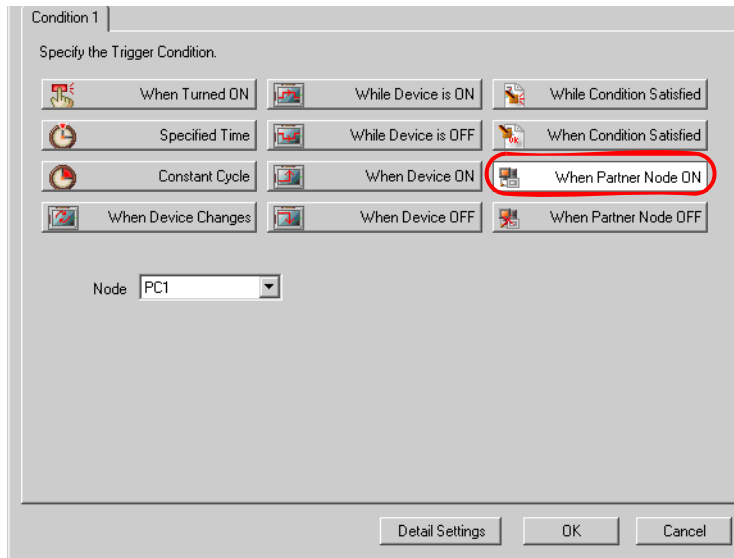 Condition 1
Specify the Trigger Condition.
When Turned ON While Device is ON While Condition Satisfied
Specified Time While Device is OFF When Condition Satisfied
Constant Cycle When Device ON When Partner Node ON
When Device Changes When Device OFF When Partner Node OFF
Node PC1
Detail Settings OK Cancel